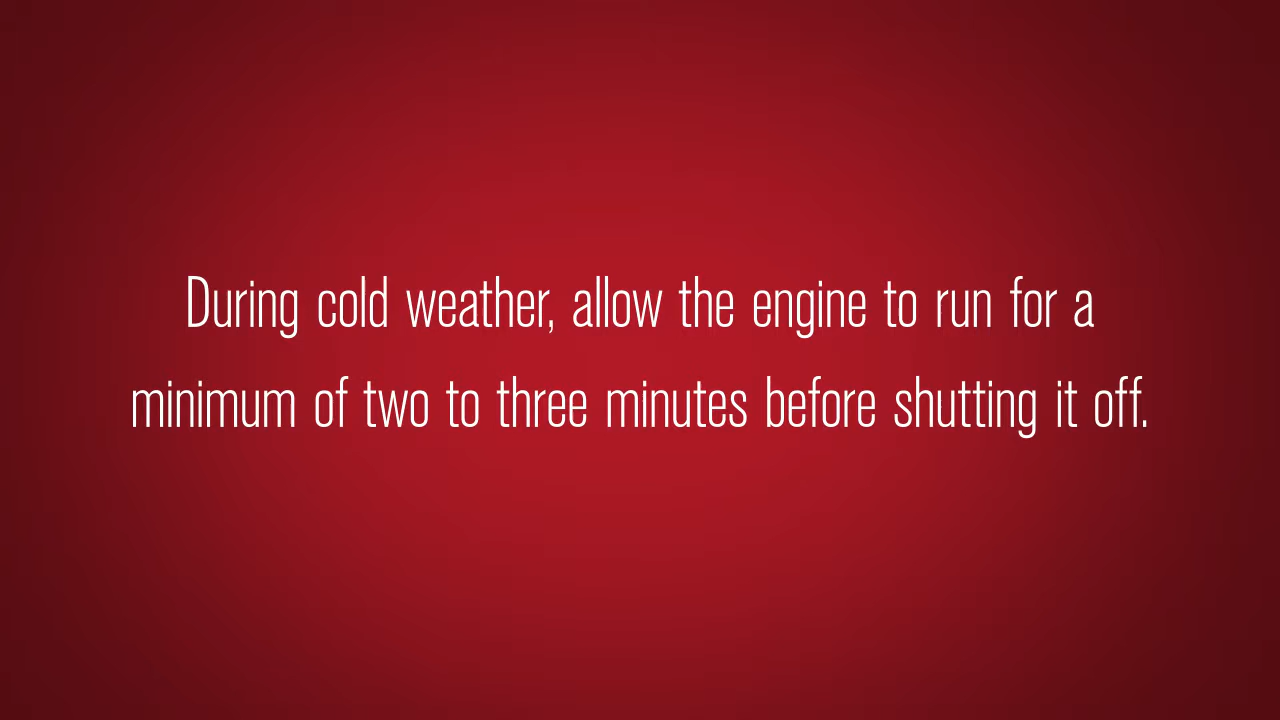 During cold weather, allow the engine to run for a
minimum of two to three minutes before shutting it off.